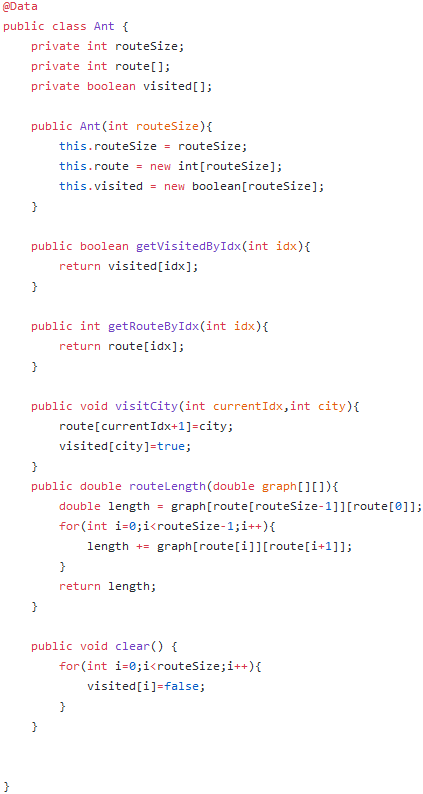 @Data
public class Ant {
    private int routeSize;
    private int route[];
    private boolean visited[];

    public Ant(int routeSize){
        this.routeSize = routeSize;
        this.route = new int[routeSize];
        this.visited = new boolean[routeSize];
    }

    public boolean getVisitedByIdx(int idx){
        return visited[idx];
    }

    public int getRouteByIdx(int idx){
        return route[idx];
    }

    public void visitCity(int currentIdx,int city){
        route[currentIdx+1]=city;
        visited[city]=true;
    }
    public double routeLength(double graph[][]){
        double length = graph[route[routeSize-1]][route[0]];
        for(int i=0;i<routeSize-1;i++){
            length += graph[route[i]][route[i+1]];
        }
        return length;
    }

    public void clear() {
        for(int i=0;i<routeSize;i++){
            visited[i]=false;
        }
    }


}